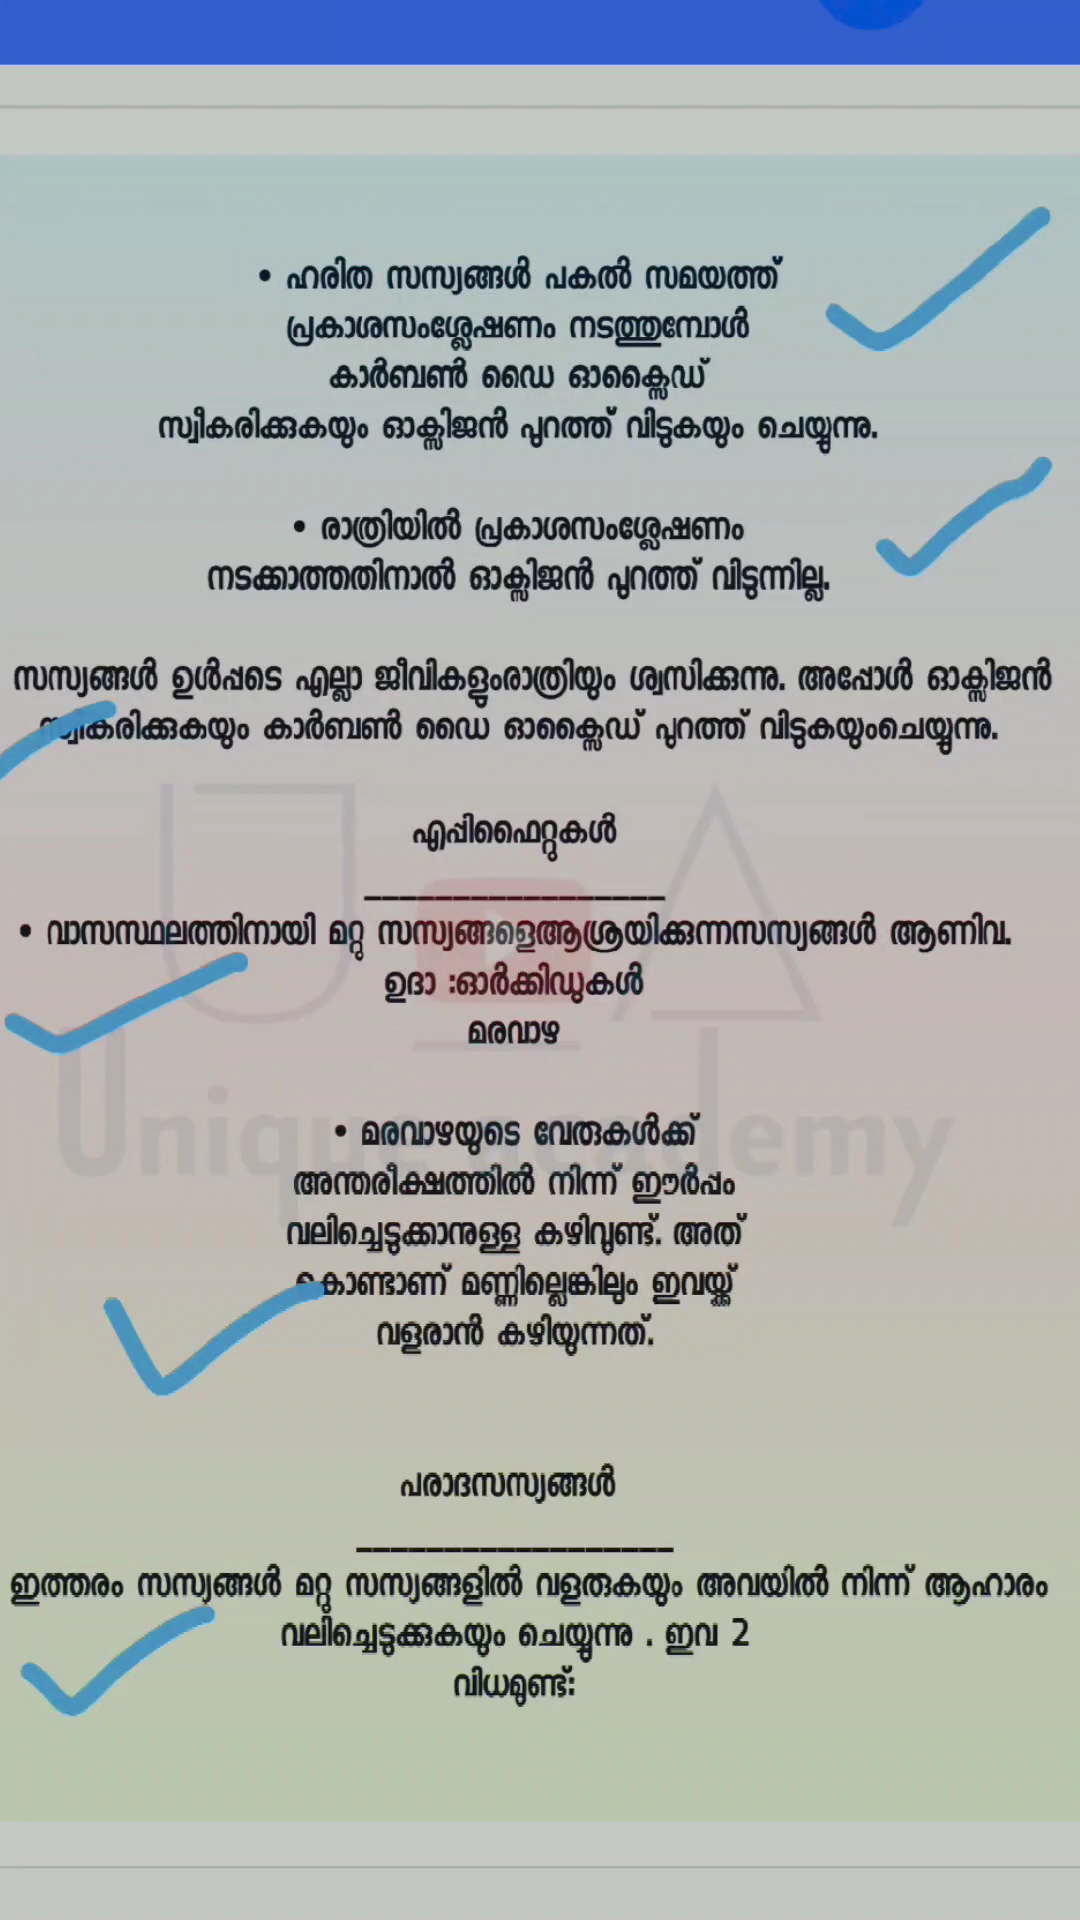 • ഹരിത സസ്യങ്ങൾ പകൽ സമയത്ത്
പ്രകാശസംശ്ലേഷണം നടത്തുമ്പോൾ
കാർബൺ ഡൈ ഓക്സൈഡ്
സ്വീകരിക്കുകയും ഓക്സിജൻ പുറത്ത് വിടുകയും ചെയ്യുന്നു.
• രാത്രിയിൽ പ്രകാശസംശ്ലേഷണം
നടക്കാത്തതിനാൽ ഓക്സിജൻ പുറത്ത് വിടുന്നില്ല.
സസ്യങ്ങൾ ഉൾപ്പടെ എല്ലാ ജീവികളുംരാത്രിയും ശ്വസിക്കുന്നു. അപ്പോൾ ഓക്സിജൻ
സ്വീകരിക്കുകയും കാർബൺ ഡൈ ഓക്സൈഡ് പുറത്ത് വിടുകയുംചെയ്യുന്നു.
എപ്പിഫൈറ്റുകൾ
• വാസസ്ഥലത്തിനായി മറ്റു സസ്യങ്ങളെആശ്രയിക്കുന്നസസ്യങ്ങൾ ആണിവ.
ഉദാ :ഓർക്കിഡുകൾ
മരവാഴ
Unique academy
• മരവാഴയുടെ വേരുകൾക്ക്
അന്തരീക്ഷത്തിൽ നിന്ന് ഈർപ്പം
വലിച്ചെടുക്കാനുള്ള കഴിവുണ്ട്. അത്
കൊണ്ടാണ് മണ്ണില്ലെങ്കിലും ഇവയ്ക്ക്
വളരാൻ കഴിയുന്നത്.
പരാദസസ്യങ്ങൾ
ഇത്തരം സസ്യങ്ങൾ മറ്റു സസ്യങ്ങളിൽ വളരുകയും അവയിൽ നിന്ന് ആഹാരം
വലിച്ചെടുക്കുകയും ചെയ്യുന്നു . ഇവ 2
വിധമുണ്ട്: